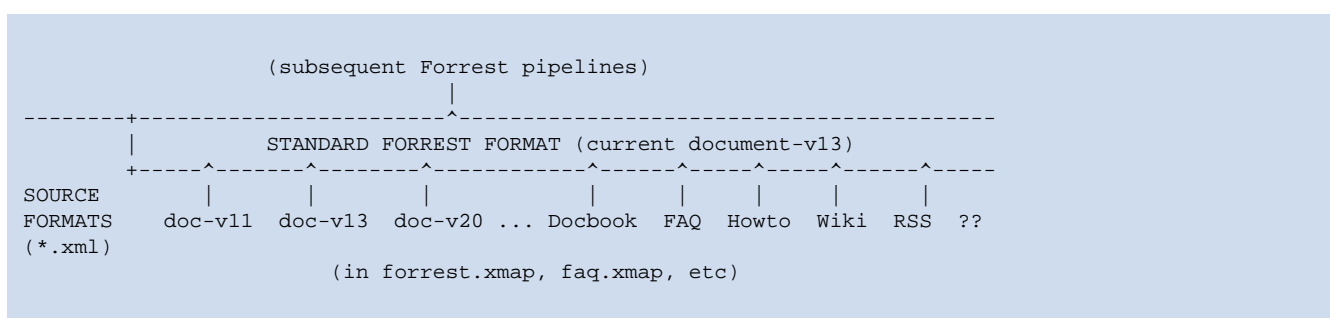 (subsequent Forrest pipelines)
                                |
--------+-----------------------^-----------------------------------------
        |          STANDARD FORREST FORMAT (current document-v13)
        +-----^-------^--------^------------^------^-----^-----^------^-----
SOURCE        |       |        |            |      |     |     |      |
FORMATS    doc-v11  doc-v13  doc-v20 ... Docbook  FAQ  Howto  Wiki  RSS  ??
(*.xml)
                       (in forrest.xmap, faq.xmap, etc)